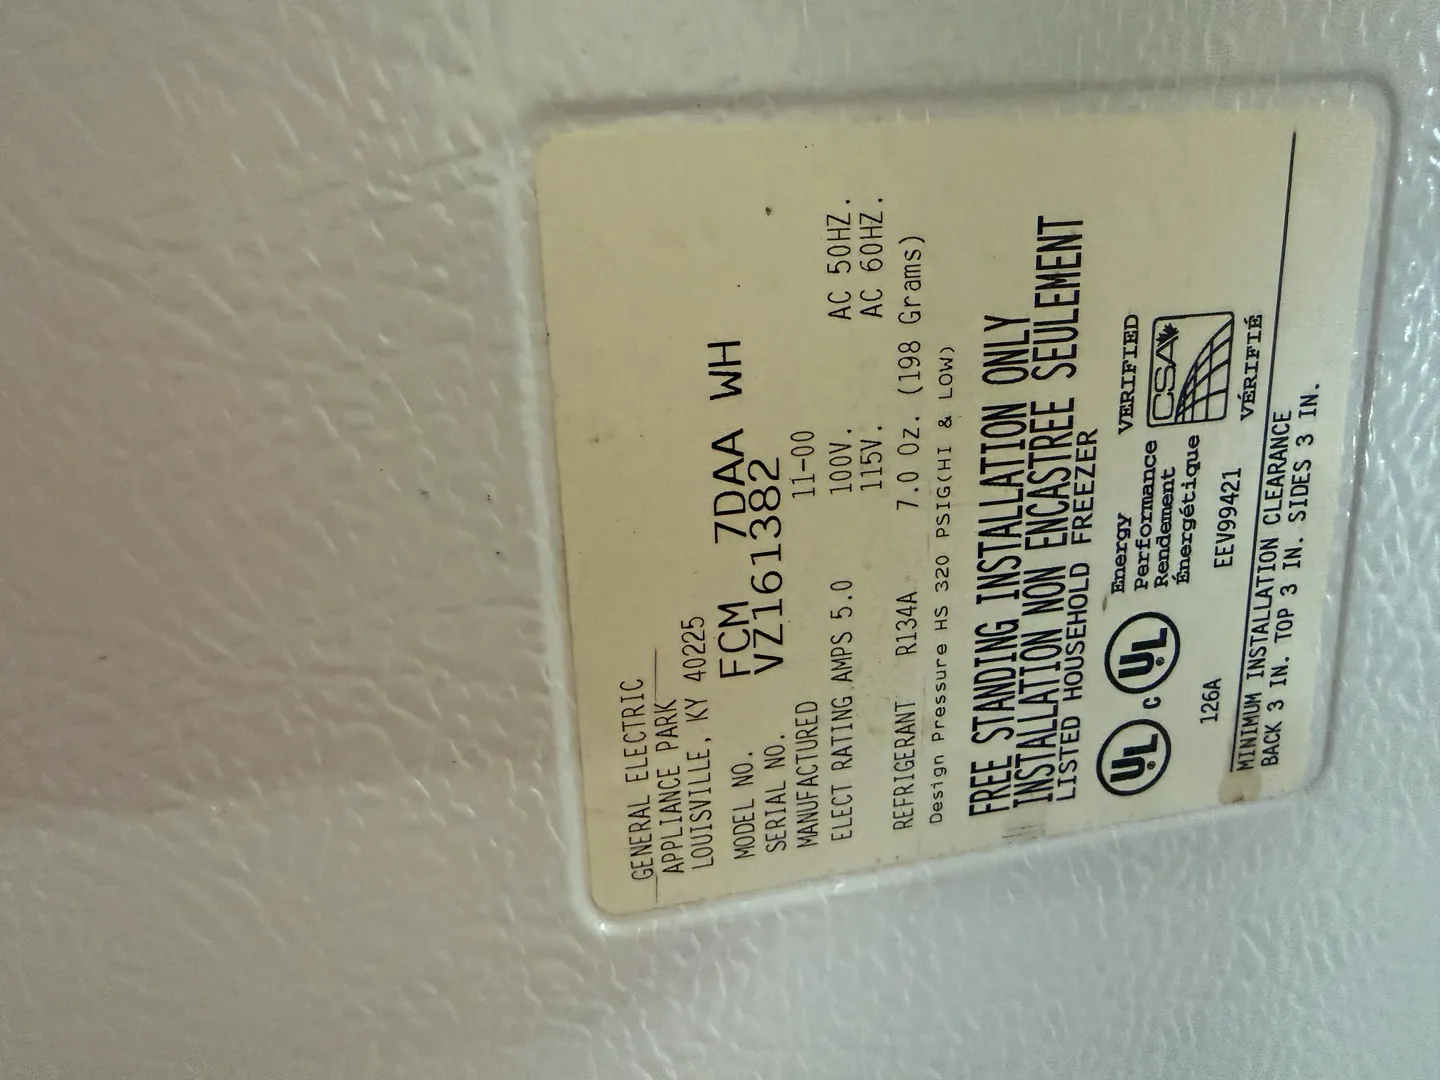 GENERAL ELECTRIC
APPLIANCE PARK
LOUISVILLE, KY 40225
MODEL NO. FCM 7DAA WH
SERIAL NO. VZ161382
MANUFACTURED 11-00
ELECT RATING AMPS 5.0 100V. AC 50HZ.
115V. AC 60HZ.
REFRIGERANT R134A 7.0 Oz. (198 Grams)
Design Pressure HS 320 PSIG(HI & LOW)
FREE STANDING INSTALLATION ONLY
INSTALLATION NON ENCASTREE SEULEMENT
LISTED HOUSEHOLD FREEZER
UL c UL
Energy
Performance
Rendement
Énergétique
VERIFIED
CSA
VÉRIFIÉ
126A EEV99421
MINIMUM INSTALLATION CLEARANCE
BACK 3 IN. TOP 3 IN. SIDES 3 IN.